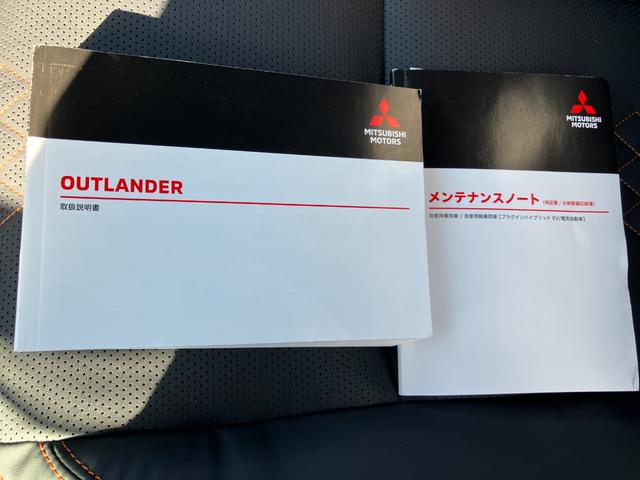 MITSUBISHI
MOTORS
OUTLANDER
取扱説明書
MITSUBISHI
MOTORS
メンテナンスノート (保証書 / 点検整備記録簿)
自家用乗用車 / 自家用軽乗用車 [プラグインハイブリッド EV/電気自動車]